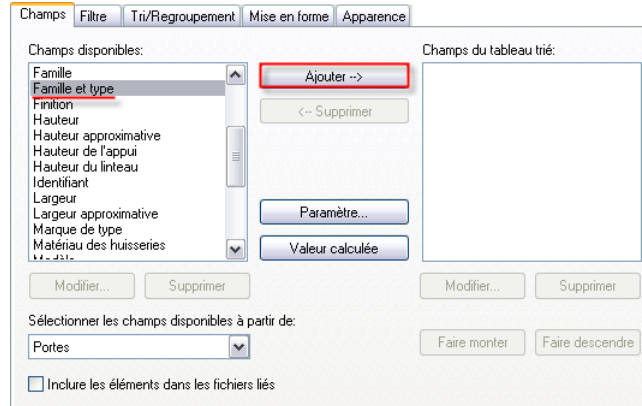 Champs Filtre Tri/Regroupement Mise en forme Apparence
Champs disponibles:
Champs du tableau trié:
Famille
Famille et type
Finition
Hauteur
Hauteur approximative
Hauteur de l'appui
Hauteur du linteau
Identifiant
Largeur
Largeur approximative
Marque de type
Matériau des huisseries
Modèle
Ajouter -->
<-- Supprimer
Paramètre...
Valeur calculée
Modifier... Supprimer
Modifier... Supprimer
Sélectionner les champs disponibles à partir de:
Portes
Faire monter Faire descendre
Inclure les éléments dans les fichiers liés